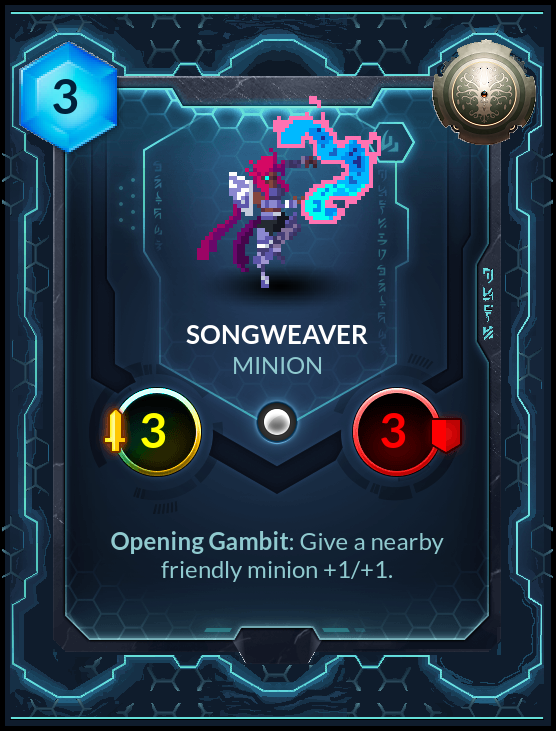 3
SONGWEAVER
MINION
3
3
Opening Gambit: Give a nearby
friendly minion +1/+1.